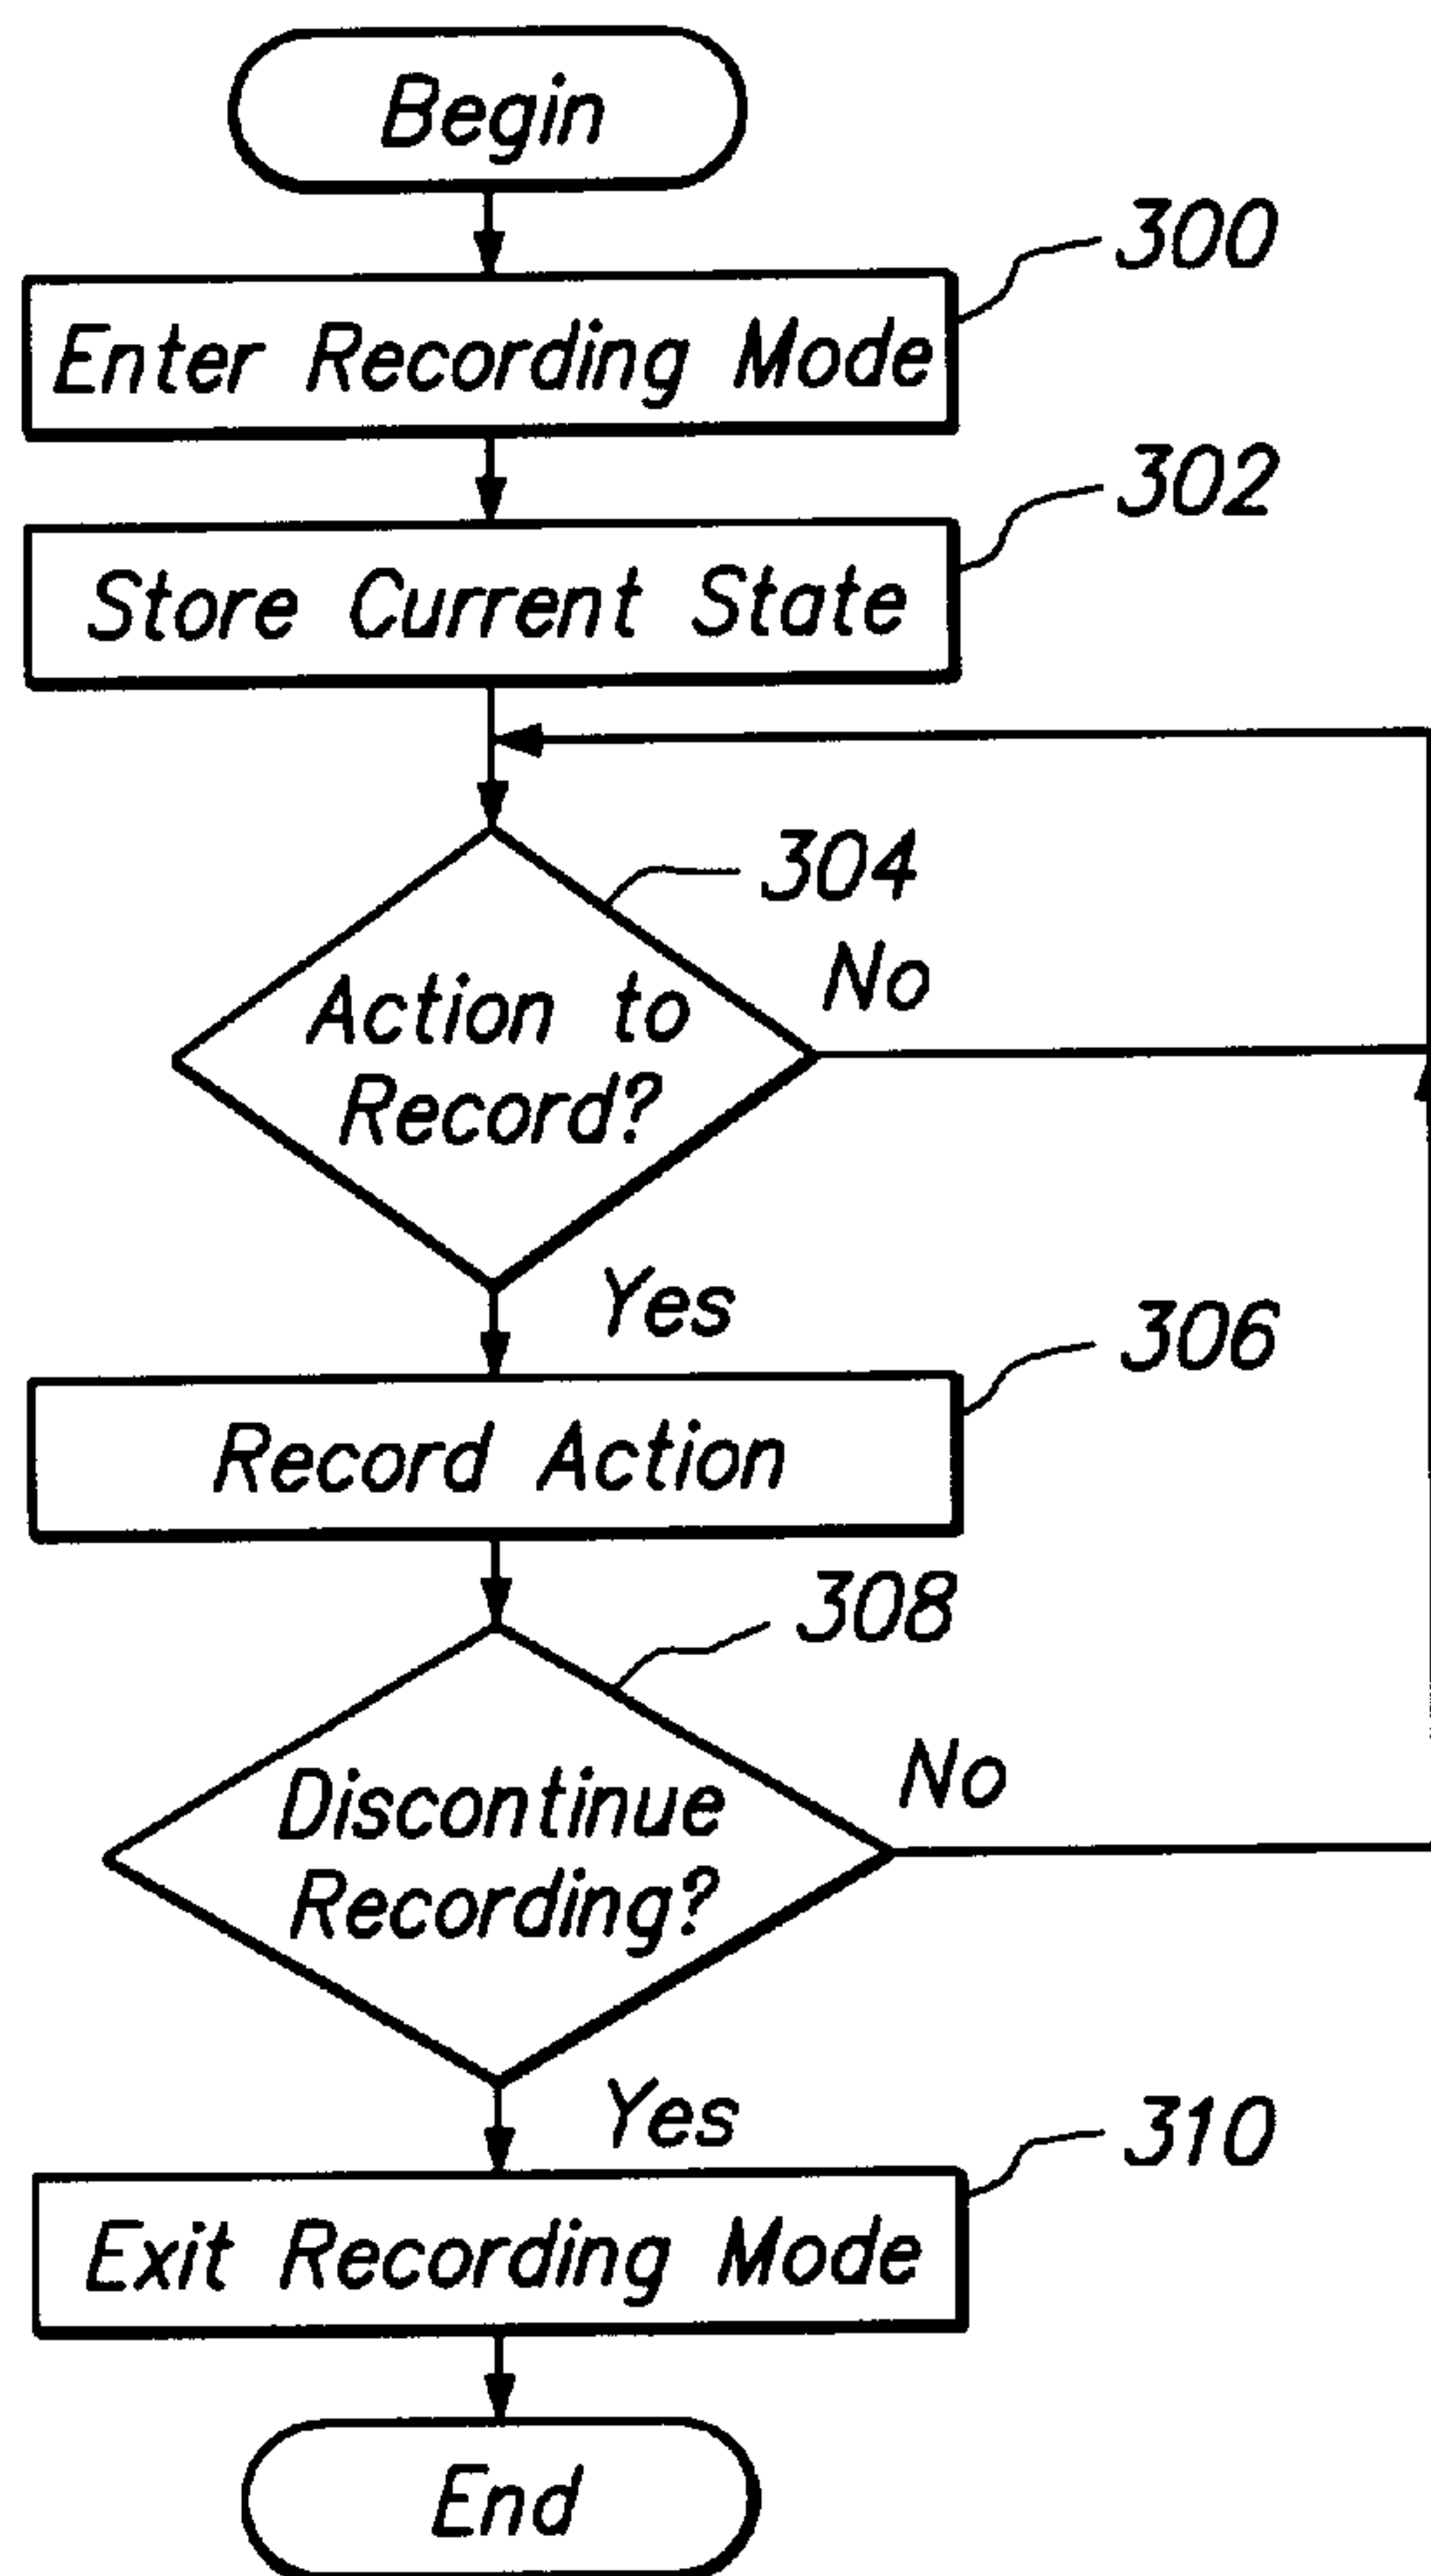 Begin
300
Enter Recording Mode
302
Store Current State
304
No
Action to
Record?
Yes
306
Record Action
308
No
Discontinue
Recording?
Yes
310
Exit Recording Mode
End